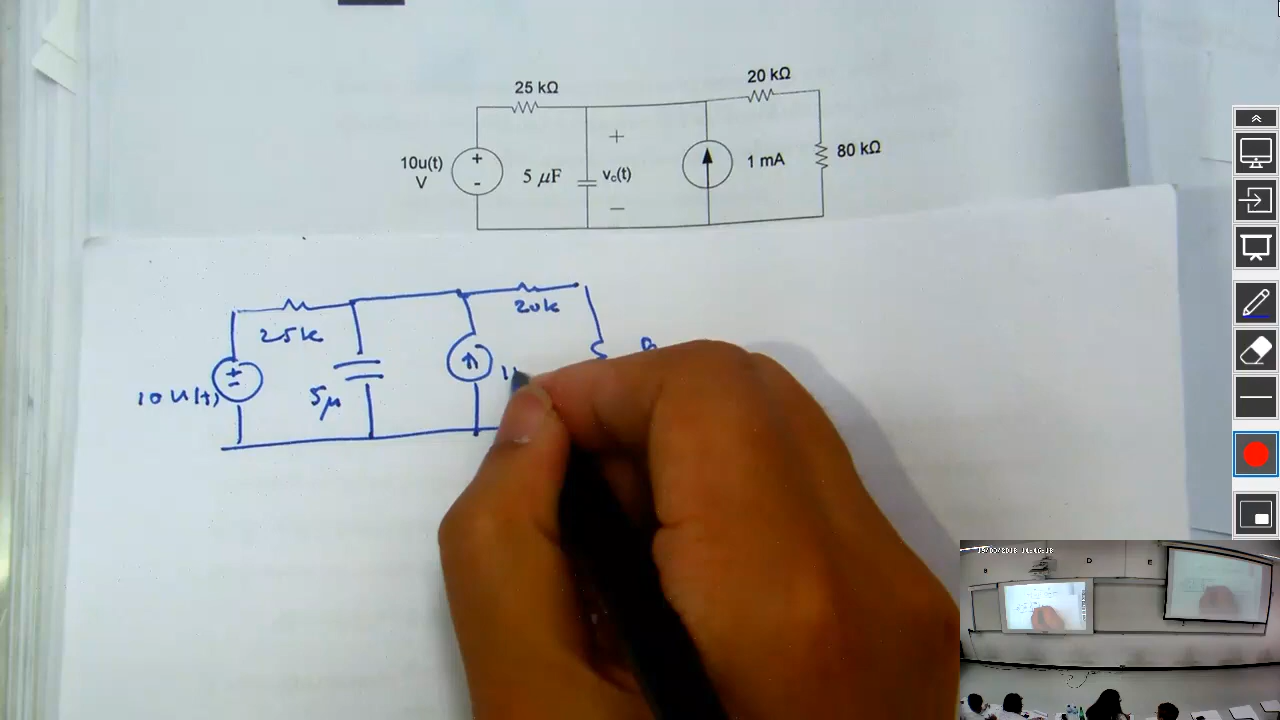 20 kΩ
25 kΩ
80 kΩ
10u(t)
V
+
-
5 μF
+
vc(t)
−
1 mA
20k
25k
10u(t)
+
-
5μ
D
E